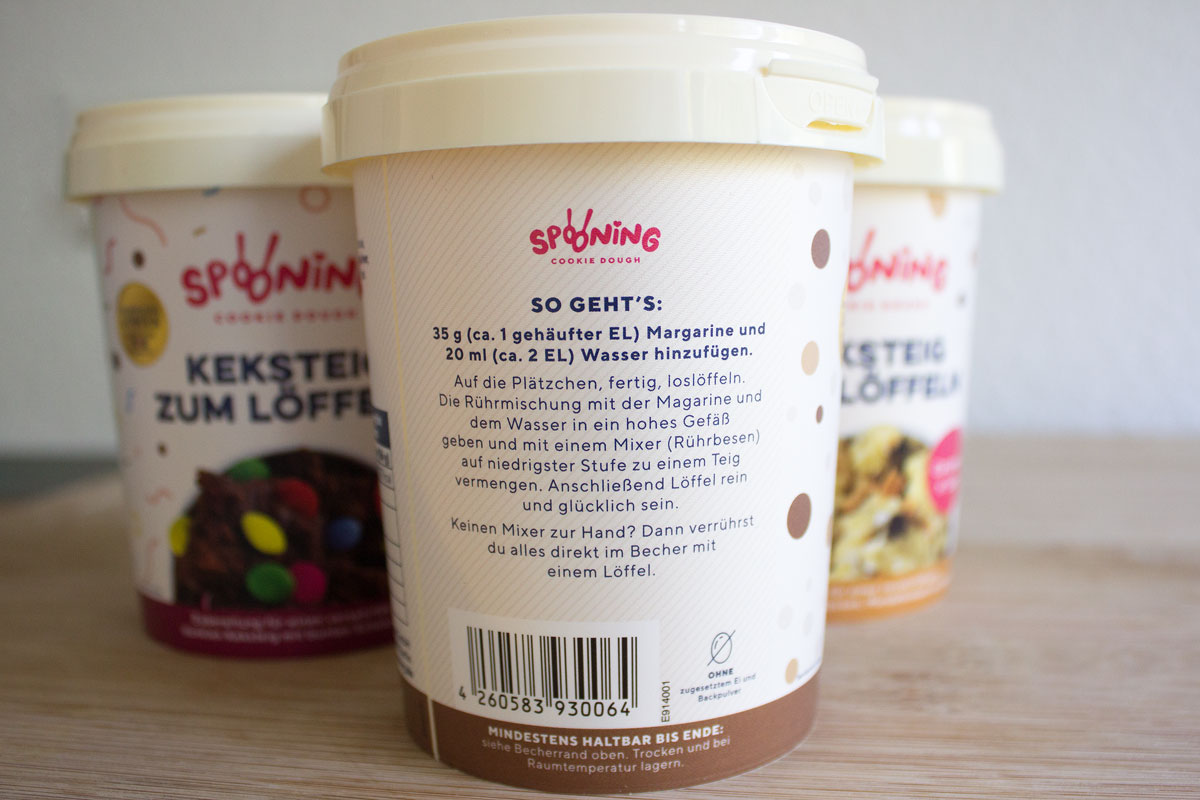 OPEN
SPOONING
COOKIE DOUGH
SO GEHT'S:
35 g (ca. 1 gehäufter EL) Margarine und
20 ml (ca. 2 EL) Wasser hinzufügen.
Auf die Plätzchen, fertig, loslöffeln.
Die Rührmischung mit der Magarine und
dem Wasser in ein hohes Gefäß
geben und mit einem Mixer (Rührbesen)
auf niedrigster Stufe zu einem Teig
vermengen. Anschließend Löffel rein
und glücklich sein.
Keinen Mixer zur Hand? Dann verrührst
du alles direkt im Becher mit
einem Löffel.
4 260583 930064
E914001
OHNE
zugesetztem Ei und
Backpulver
MINDESTENS HALTBAR BIS ENDE:
siehe Becherrand oben. Trocken und bei
Raumtemperatur lagern.
SPOONING
COOKIE DOUGH
KEKSTEIG
ZUM LÖFFE
OONING
COOKIE DOUGH
KSTEIG
LÖFFELN